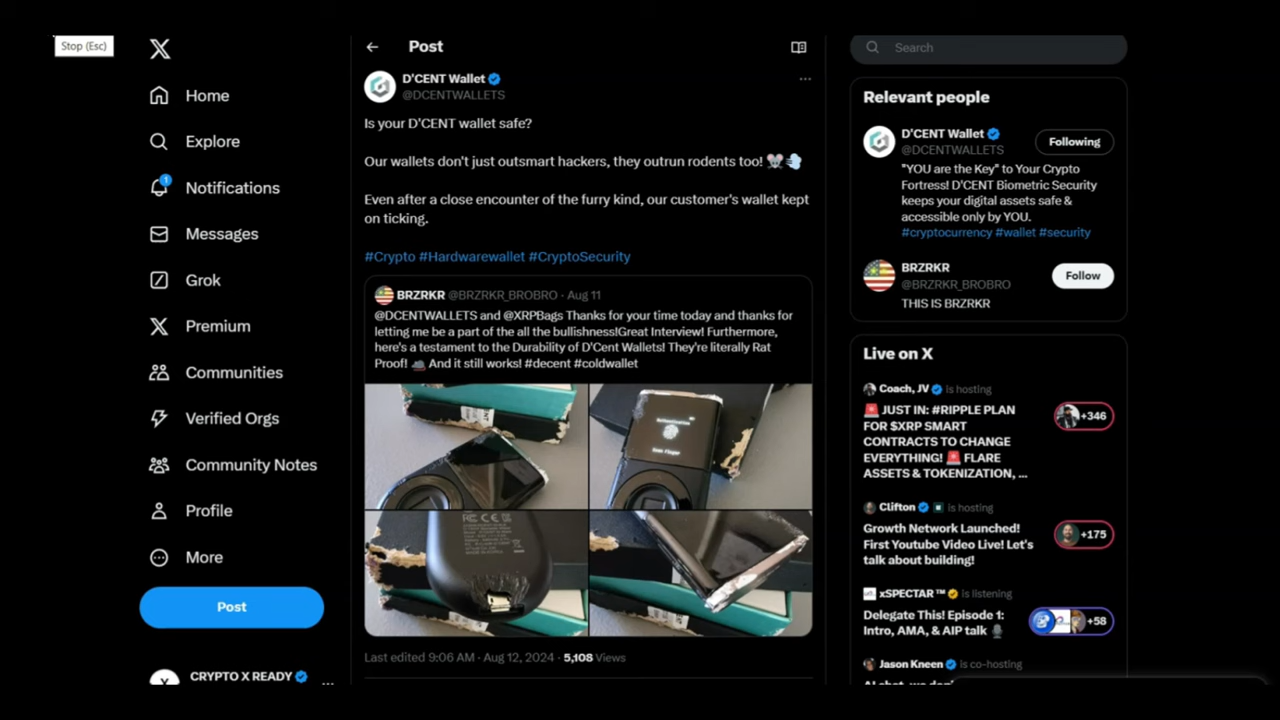 Stop (Esc)
Home
Explore
1
Notifications
Messages
Grok
Premium
Communities
Verified Orgs
Community Notes
Profile
More
Post
CRYPTO X READY
Post
D'CENT Wallet
@DCENTWALLETS
Is your D'CENT wallet safe?
Our wallets don't just outsmart hackers, they outrun rodents too! 🐭💨
Even after a close encounter of the furry kind, our customer's wallet kept
on ticking.
#Crypto #Hardwarewallet #CryptoSecurity
BRZRKR @BRZRKR_BROBRO · Aug 11
@DCENTWALLETS and @XRPBags Thanks for your time today and thanks for
letting me be a part of the all the bullishness!Great Interview! Furthermore,
here's a testament to the Durability of D'Cent Wallets! They're literally Rat
Proof! 🐀 And it still works! #decent #coldwallet
Last edited 9:06 AM · Aug 12, 2024 · 5,108 Views
Search
Relevant people
D'CENT Wallet
Following
@DCENTWALLETS
"YOU are the Key" to Your Crypto
Fortress! D'CENT Biometric Security
keeps your digital assets safe &
accessible only by YOU.
#cryptocurrency #wallet #security
BRZRKR
Follow
@BRZRKR_BROBRO
THIS IS BRZRKR
Live on X
Coach, JV is hosting
🚨 JUST IN: #RIPPLE PLAN
FOR $XRP SMART
CONTRACTS TO CHANGE
EVERYTHING! 🚨 FLARE
ASSETS & TOKENIZATION, ...
+346
Clifton is hosting
Growth Network Launched!
First Youtube Video Live! Let's
talk about building!
+175
xSPECTAR ™ is listening
Delegate This! Episode 1:
Intro, AMA, & AIP talk 🎙️
+58
Jason Kneen is co-hosting